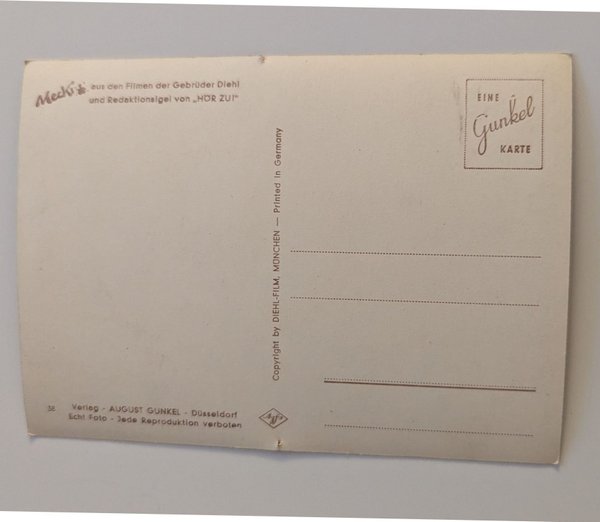 Mecki aus den Filmen der Gebrüder Diehl
und Redaktionsigel von „HÖR ZU!"
EINE
Gunkel
KARTE
Copyright by DIEHL-FILM, MÜNCHEN — Printed in Germany
38 Verlag - AUGUST GUNKEL - Düsseldorf
Echt Foto - Jede Reproduktion verboten